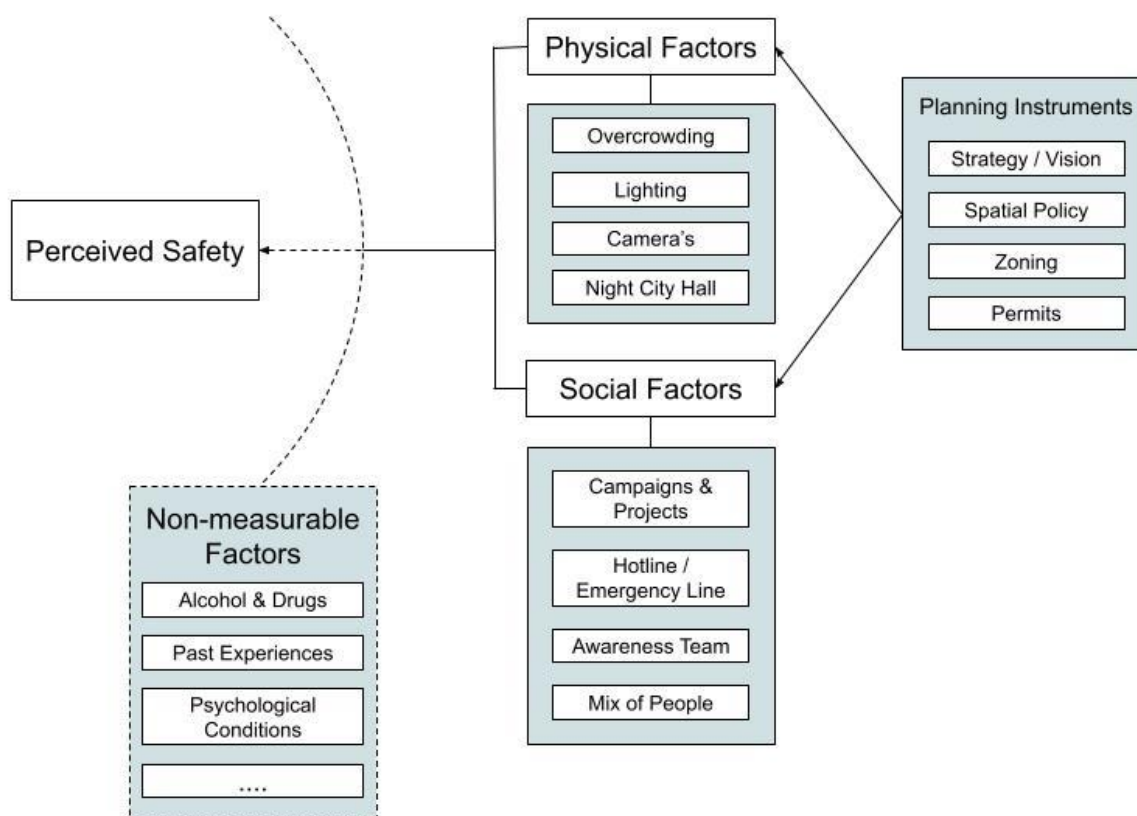 Physical Factors
Overcrowding
Lighting
Camera's
Night City Hall
Planning Instruments
Strategy / Vision
Spatial Policy
Zoning
Permits
Perceived Safety
Social Factors
Campaigns &
Projects
Hotline /
Emergency Line
Awareness Team
Mix of People
Non-measurable
Factors
Alcohol & Drugs
Past Experiences
Psychological
Conditions
....